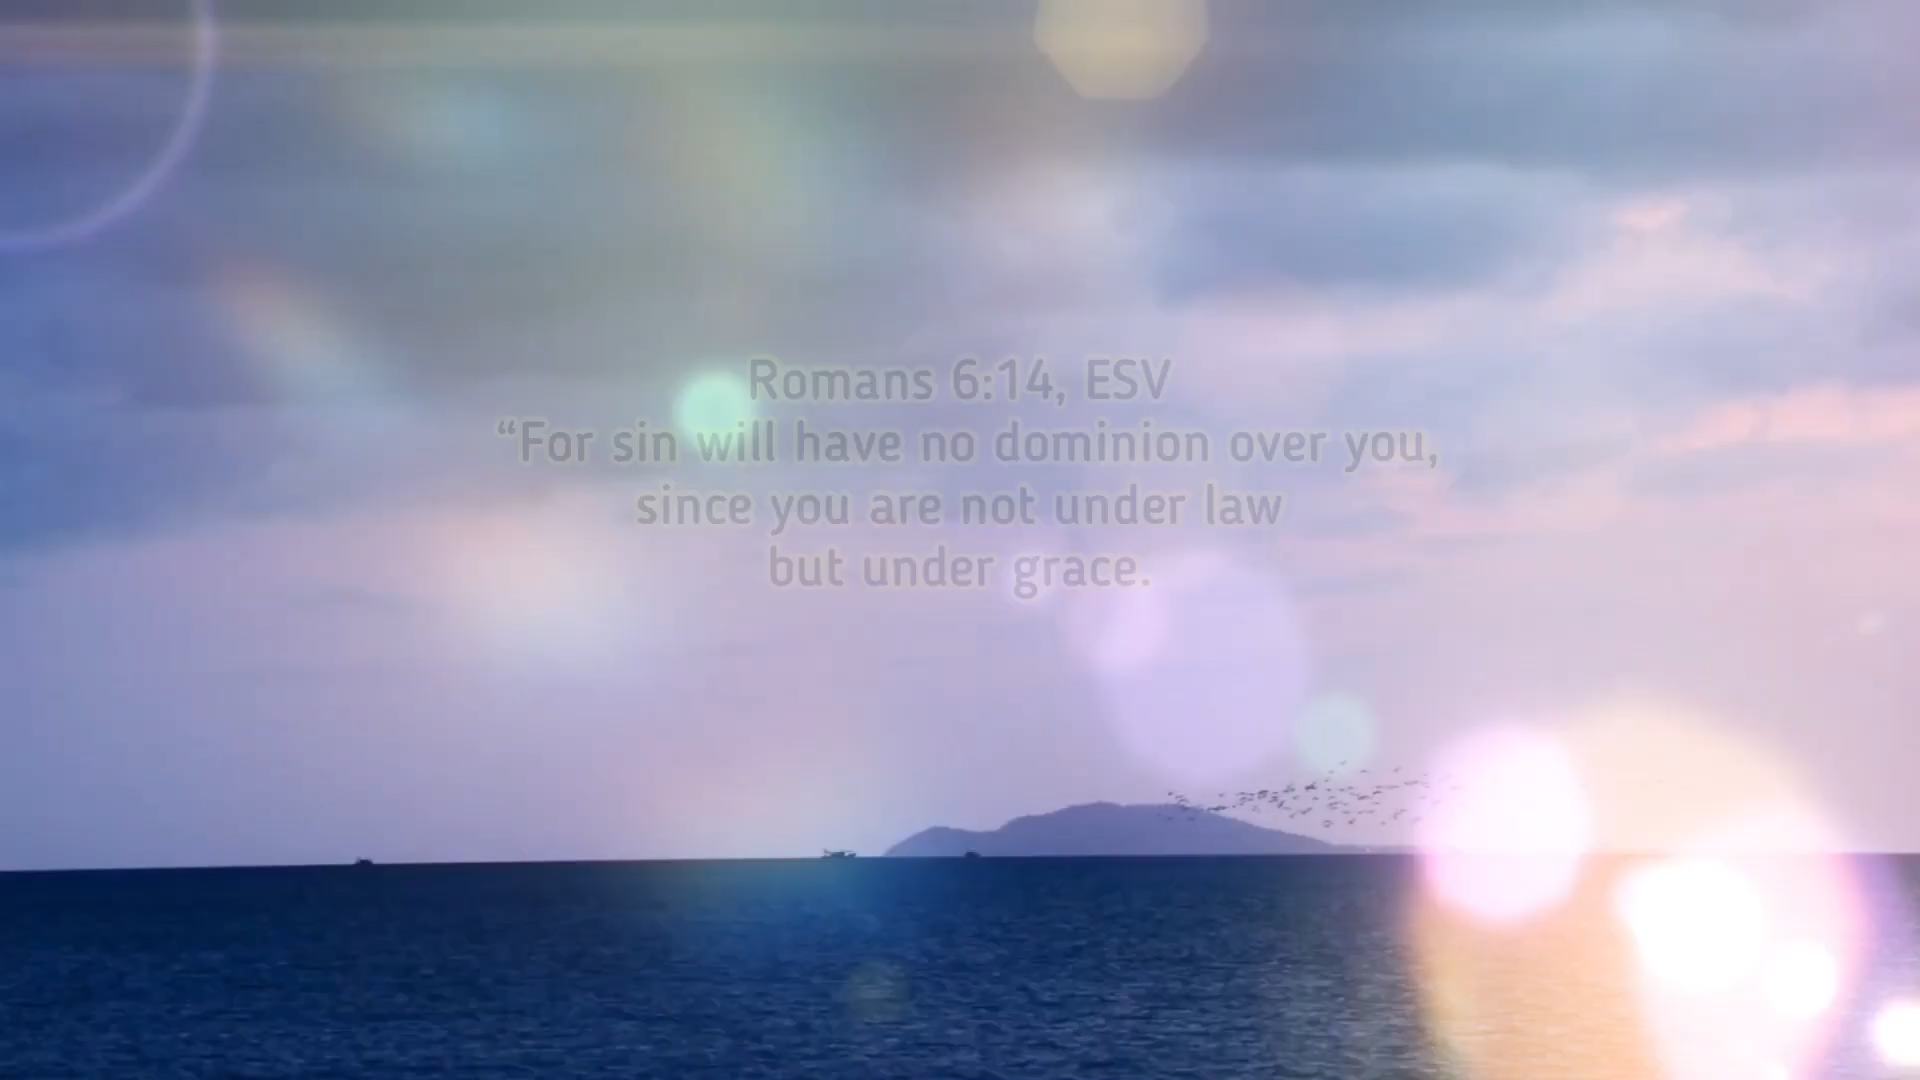 Romans 6:14, ESV
“For sin will have no dominion over you,
since you are not under law
but under grace.